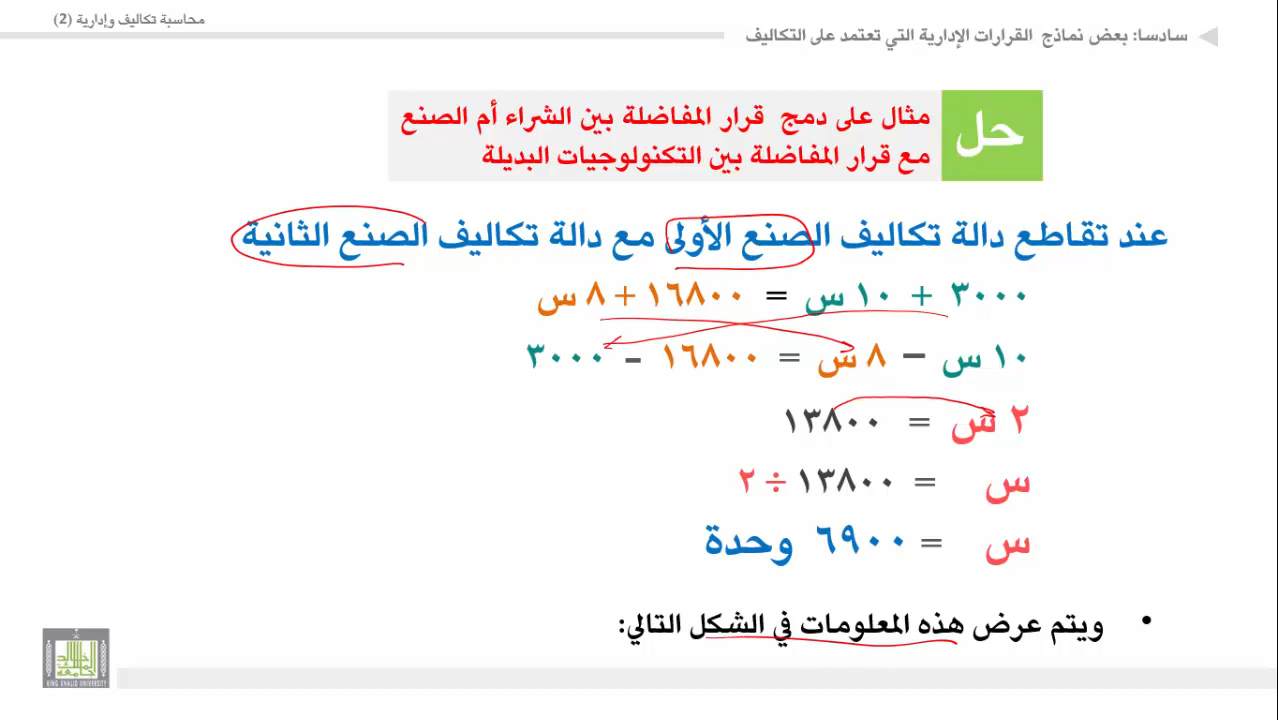 محاسبة تكاليف وإدارية (2)
سادسا: بعض نماذج القرارات الإدارية التي تعتمد على التكاليف
حل
مثال على دمج قرار المفاضلة بين الشراء أم الصنع
مع قرار المفاضلة بين التكنولوجيات البديلة
عند تقاطع دالة تكاليف الصنع الأولى مع دالة تكاليف الصنع الثانية
٣٠٠٠ + ١٠ س = ١٦٨٠٠ + ٨ س
١٠ س – ٨ س = ١٦٨٠٠ - ٣٠٠٠
٢ س = ١٣٨٠٠
س = ١٣٨٠٠ ÷ ٢
س = ٦٩٠٠ وحدة
• ويتم عرض هذه المعلومات في الشكل التالي:
KING KHALID UNIVERSITY